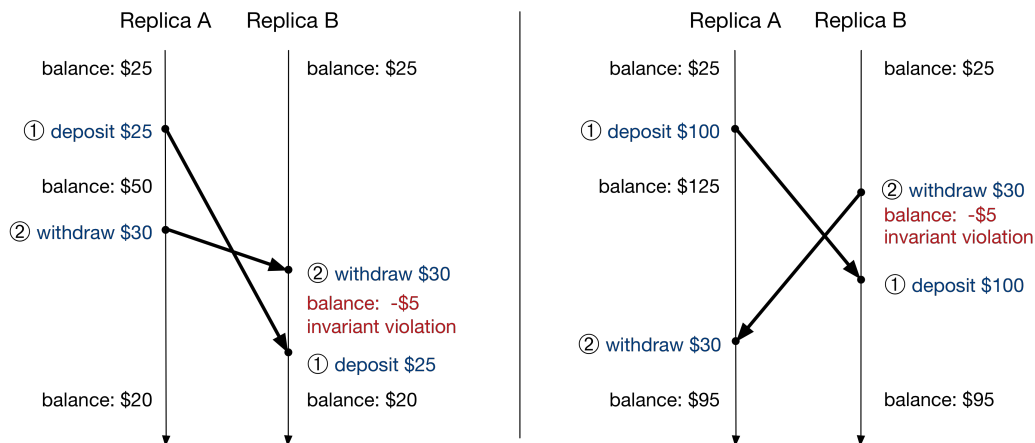 Replica A Replica B
balance: $25 balance: $25
① deposit $25
balance: $50
② withdraw $30
② withdraw $30
balance: -$5
invariant violation
① deposit $25
balance: $20 balance: $20
Replica A Replica B
balance: $25 balance: $25
① deposit $100
balance: $125
② withdraw $30
balance: -$5
invariant violation
① deposit $100
② withdraw $30
balance: $95 balance: $95